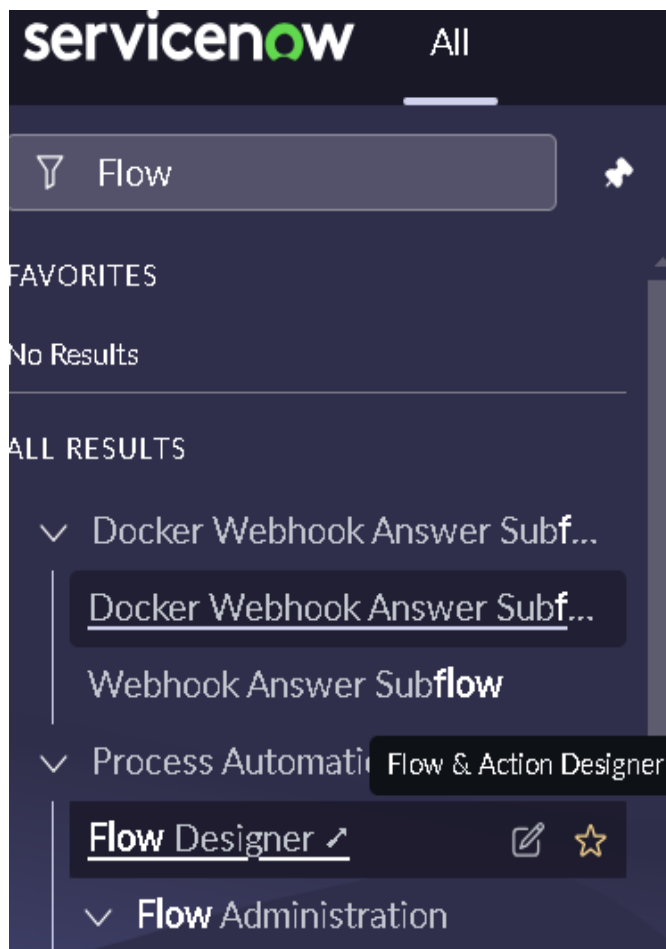 servicenow All
Flow
FAVORITES
No Results
ALL RESULTS
Docker Webhook Answer Subf...
Docker Webhook Answer Subf...
Webhook Answer Subflow
Process Automati
Flow & Action Designer
Flow Designer ➚
Flow Administration